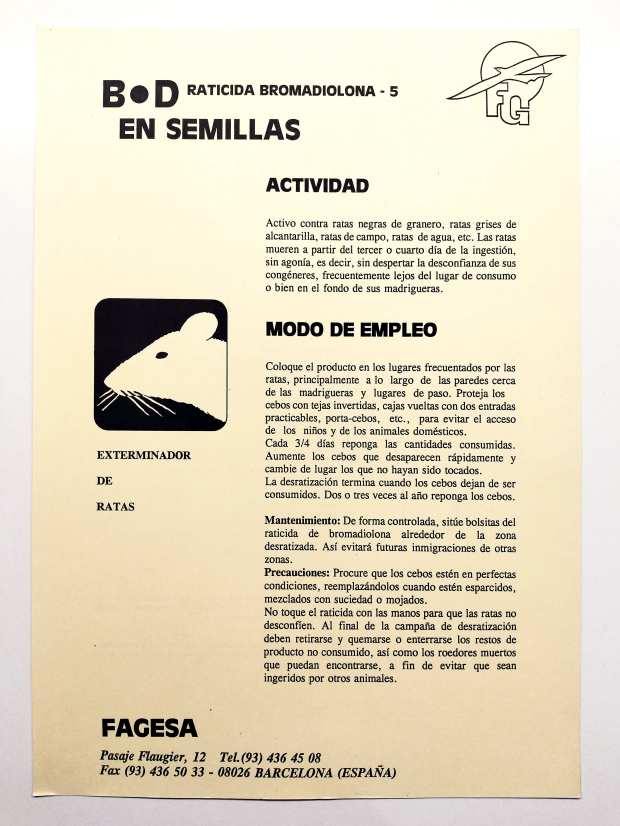 B•D RATICIDA BROMADIOLONA - 5
EN SEMILLAS
FG
ACTIVIDAD
Activo contra ratas negras de granero, ratas grises de
alcantarilla, ratas de campo, ratas de agua, etc. Las ratas
mueren a partir del tercer o cuarto día de la ingestión,
sin agonía, es decir, sin despertar la desconfianza de sus
congéneres, frecuentemente lejos del lugar de consumo
o bien en el fondo de sus madrigueras.
MODO DE EMPLEO
Coloque el producto en los lugares frecuentados por las
ratas, principalmente a lo largo de las paredes cerca
de las madrigueras y lugares de paso. Proteja los
cebos con tejas invertidas, cajas vueltas con dos entradas
practicables, porta-cebos, etc., para evitar el acceso
de los niños y de los animales domésticos.
Cada 3/4 días reponga las cantidades consumidas.
Aumente los cebos que desaparecen rápidamente y
cambie de lugar los que no hayan sido tocados.
La desratización termina cuando los cebos dejan de ser
consumidos. Dos o tres veces al año reponga los cebos.
Mantenimiento: De forma controlada, sitúe bolsitas del
raticida de bromadiolona alrededor de la zona
desratizada. Así evitará futuras inmigraciones de otras
zonas.
Precauciones: Procure que los cebos estén en perfectas
condiciones, reemplazándolos cuando estén esparcidos,
mezclados con suciedad o mojados.
No toque el raticida con las manos para que las ratas no
desconfíen. Al final de la campaña de desratización
deben retirarse y quemarse o enterrarse los restos de
producto no consumido, así como los roedores muertos
que puedan encontrarse, a fin de evitar que sean
ingeridos por otros animales.
EXTERMINADOR
DE
RATAS
FAGESA
Pasaje Flaugier, 12 Tel.(93) 436 45 08
Fax (93) 436 50 33 - 08026 BARCELONA (ESPAÑA)